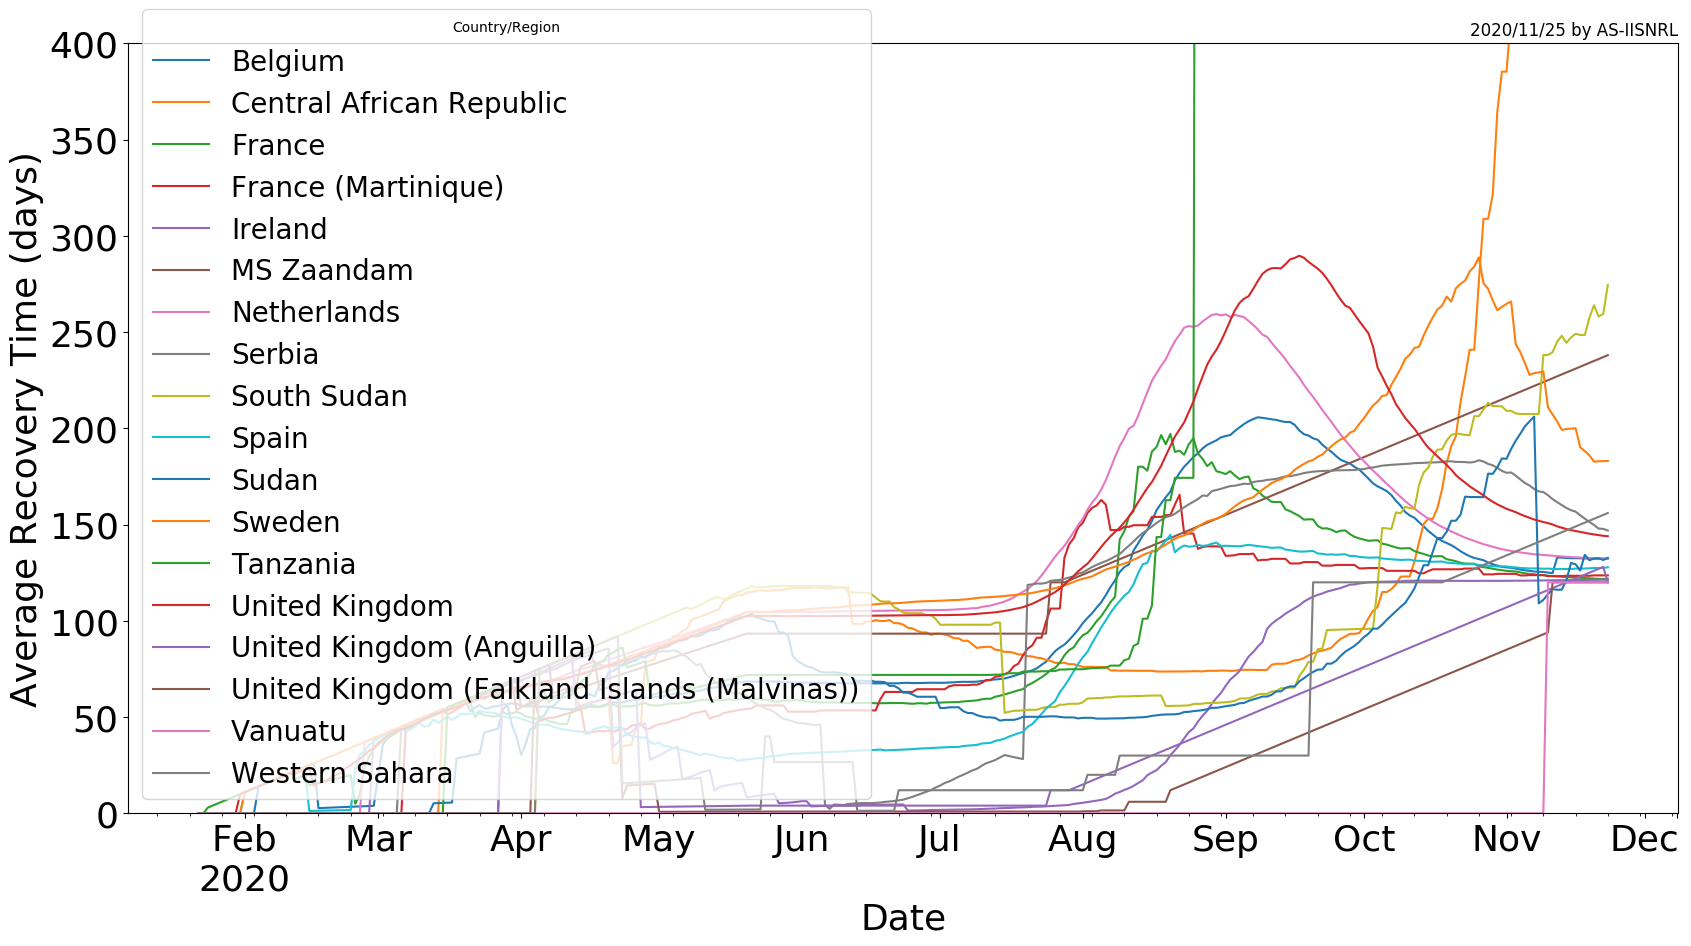 Country/Region
2020/11/25 by AS-IISNRL
Belgium
Central African Republic
France
France (Martinique)
Ireland
MS Zaandam
Netherlands
Serbia
South Sudan
Spain
Sudan
Sweden
Tanzania
United Kingdom
United Kingdom (Anguilla)
United Kingdom (Falkland Islands (Malvinas))
Vanuatu
Western Sahara
Average Recovery Time (days)
400
350
300
250
200
150
100
50
0
Feb Mar Apr May Jun Jul Aug Sep Oct Nov Dec
2020
Date